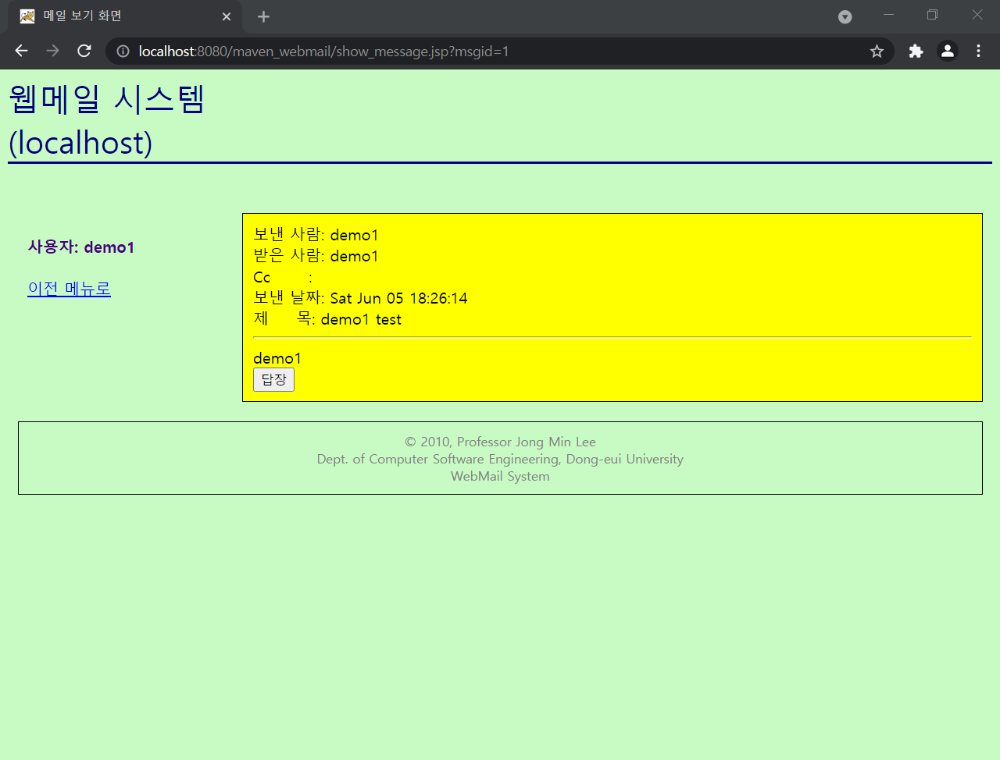 메일 보기 화면
localhost:8080/maven_webmail/show_message.jsp?msgid=1
웹메일 시스템
(localhost)
사용자: demo1
이전 메뉴로
보낸 사람: demo1
받은 사람: demo1
Cc :
보낸 날짜: Sat Jun 05 18:26:14
제 목: demo1 test
demo1
답장
© 2010, Professor Jong Min Lee
Dept. of Computer Software Engineering, Dong-eui University
WebMail System